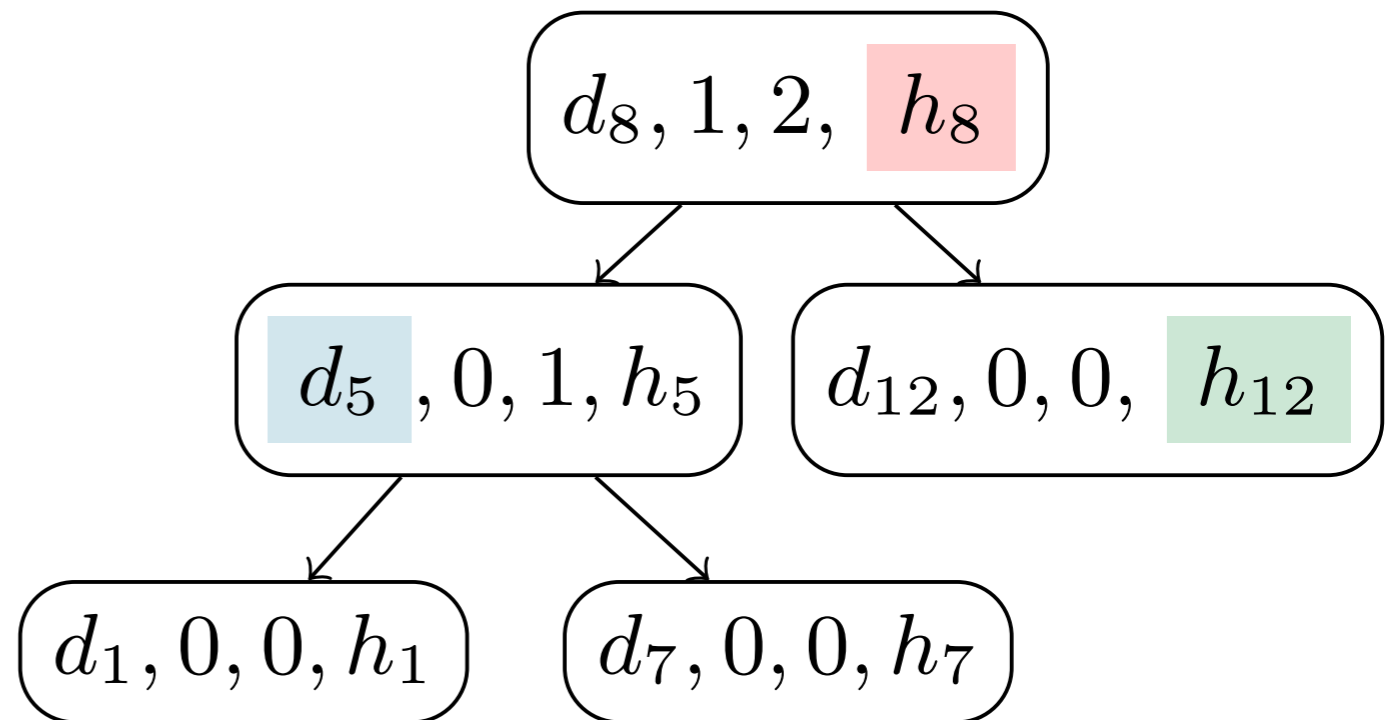 d₈, 1, 2, h₈
d₅, 0, 1, h₅
d₁₂, 0, 0, h₁₂
d₁, 0, 0, h₁
d₇, 0, 0, h₇